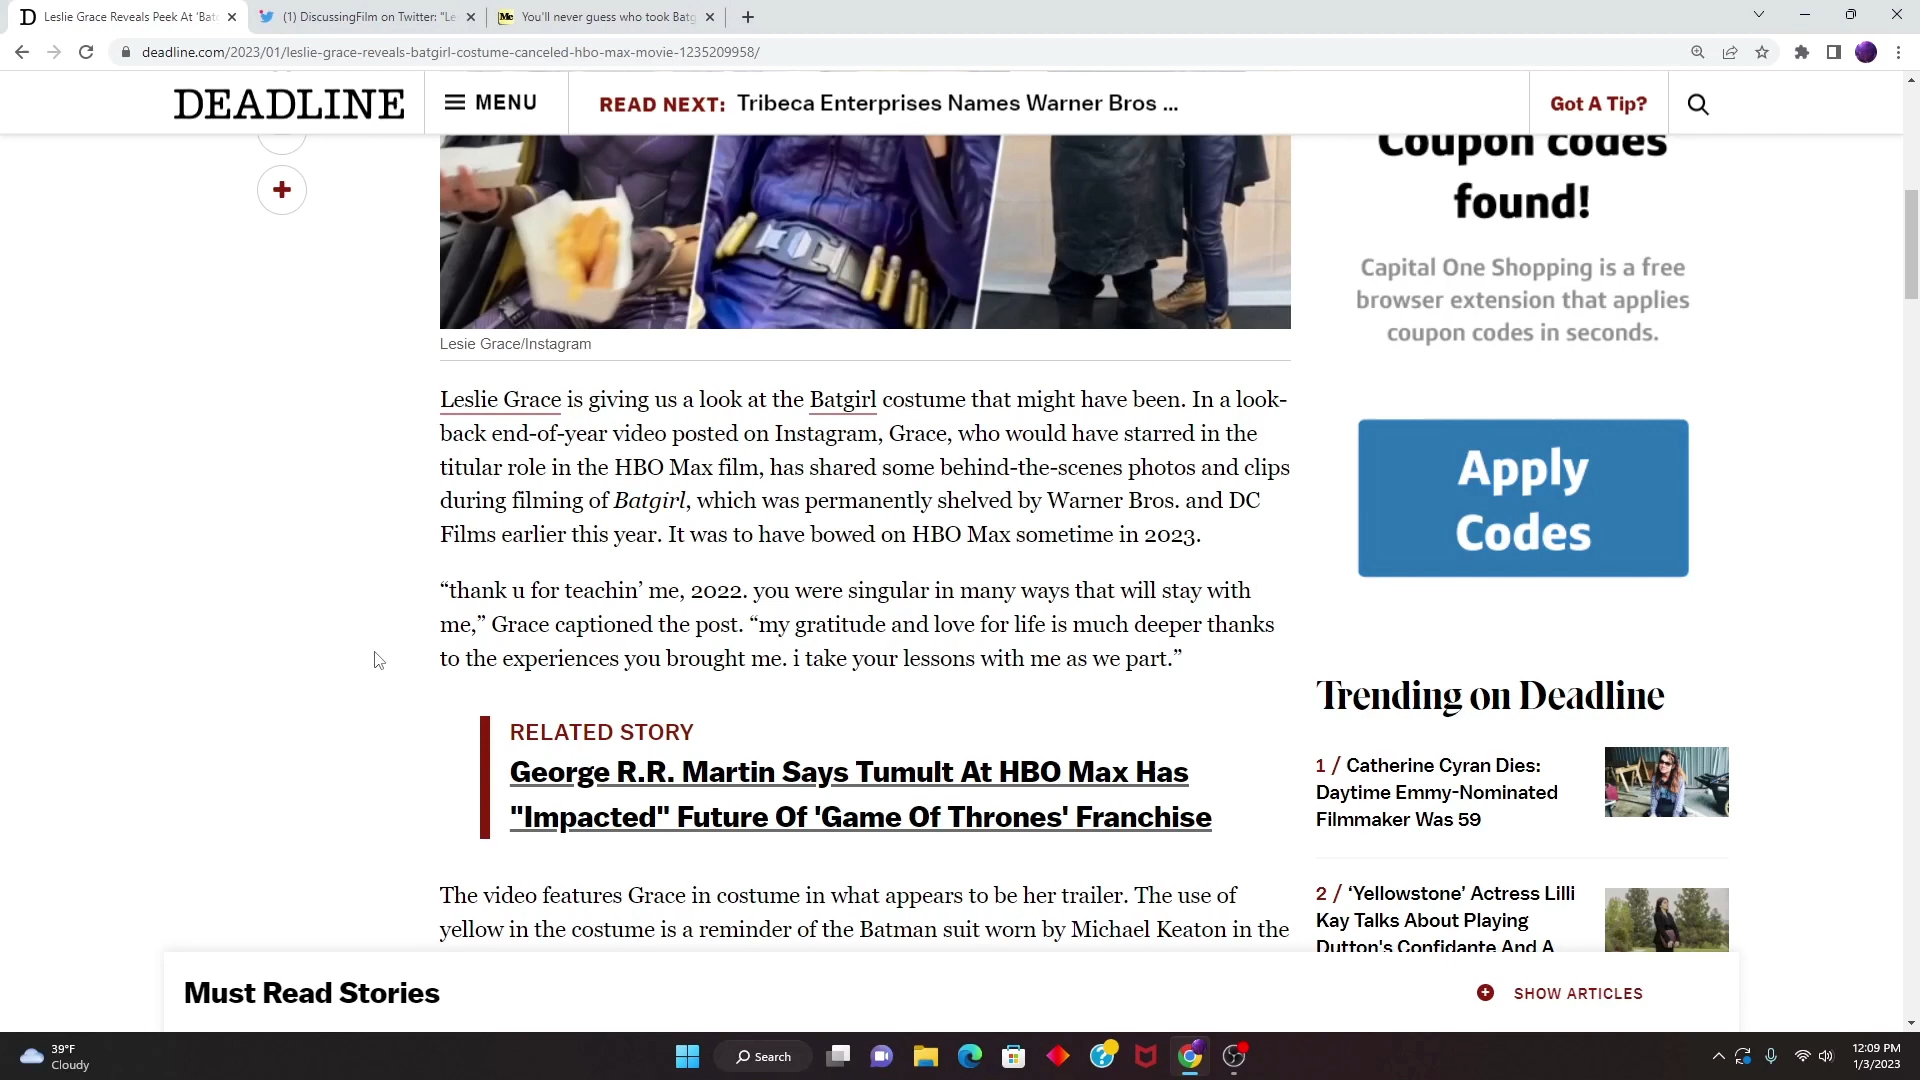 Leslie Grace Reveals Peek At 'Bat
(1) DiscussingFilm on Twitter: "Le
Me
You'll never guess who took Batg
deadline.com/2023/01/leslie-grace-reveals-batgirl-costume-canceled-hbo-max-movie-1235209958/
DEADLINE
MENU
READ NEXT: Tribeca Enterprises Names Warner Bros ...
Got A Tip?
Coupon codes
found!
Capital One Shopping is a free
browser extension that applies
coupon codes in seconds.
Apply
Codes
Lesie Grace/Instagram
Leslie Grace is giving us a look at the Batgirl costume that might have been. In a look-
back end-of-year video posted on Instagram, Grace, who would have starred in the
titular role in the HBO Max film, has shared some behind-the-scenes photos and clips
during filming of Batgirl, which was permanently shelved by Warner Bros. and DC
Films earlier this year. It was to have bowed on HBO Max sometime in 2023.
“thank u for teachin’ me, 2022. you were singular in many ways that will stay with
me,” Grace captioned the post. “my gratitude and love for life is much deeper thanks
to the experiences you brought me. i take your lessons with me as we part.”
RELATED STORY
George R.R. Martin Says Tumult At HBO Max Has
"Impacted" Future Of 'Game Of Thrones' Franchise
The video features Grace in costume in what appears to be her trailer. The use of
yellow in the costume is a reminder of the Batman suit worn by Michael Keaton in the
Trending on Deadline
1 / Catherine Cyran Dies:
Daytime Emmy-Nominated
Filmmaker Was 59
2 / ‘Yellowstone’ Actress Lilli
Kay Talks About Playing
Dutton's Confidante And A
Must Read Stories
SHOW ARTICLES
39°F
Cloudy
Search
12:09 PM
1/3/2023